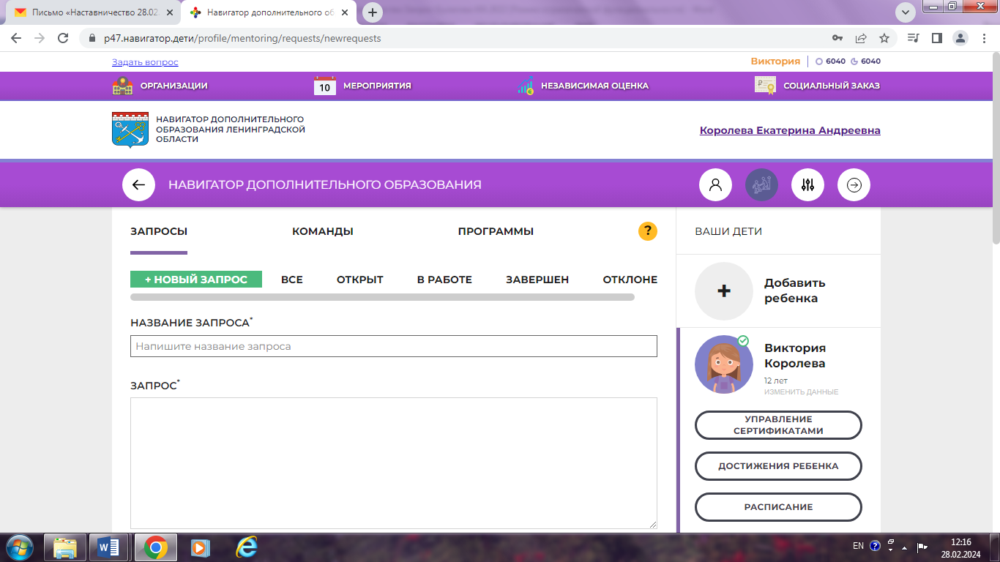 Письмо «Наставничество 28.02
Навигатор дополнительного об
p47.навигатор.дети/profile/mentoring/requests/newrequests
Задать вопрос
Виктория
6040
6040
ОРГАНИЗАЦИИ
10
МЕРОПРИЯТИЯ
НЕЗАВИСИМАЯ ОЦЕНКА
СОЦИАЛЬНЫЙ ЗАКАЗ
НАВИГАТОР ДОПОЛНИТЕЛЬНОГО
ОБРАЗОВАНИЯ ЛЕНИНГРАДСКОЙ
ОБЛАСТИ
Королева Екатерина Андреевна
НАВИГАТОР ДОПОЛНИТЕЛЬНОГО ОБРАЗОВАНИЯ
ЗАПРОСЫ
КОМАНДЫ
ПРОГРАММЫ
?
+ НОВЫЙ ЗАПРОС
ВСЕ
ОТКРЫТ
В РАБОТЕ
ЗАВЕРШЕН
ОТКЛОНЕ
НАЗВАНИЕ ЗАПРОСА*
Напишите название запроса
ЗАПРОС*
ВАШИ ДЕТИ
+
Добавить
ребенка
Виктория
Королева
12 лет
ИЗМЕНИТЬ ДАННЫЕ
УПРАВЛЕНИЕ
СЕРТИФИКАТАМИ
ДОСТИЖЕНИЯ РЕБЕНКА
РАСПИСАНИЕ
EN
12:16
28.02.2024